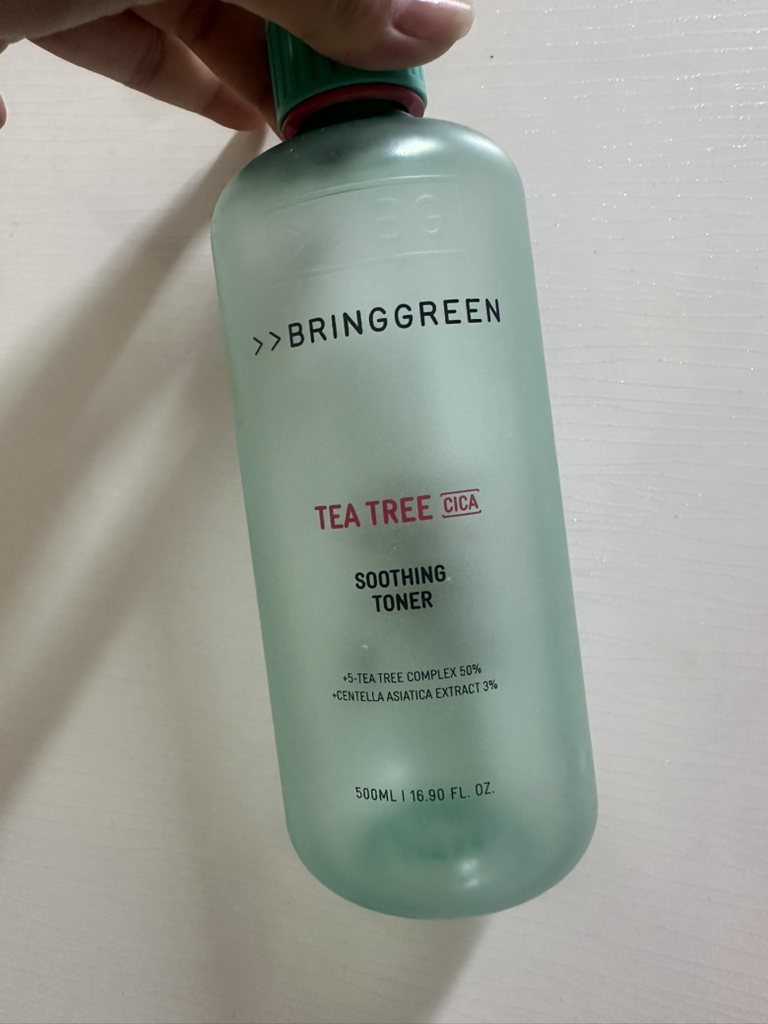 BG
>>BRINGGREEN
TEA TREE CICA
SOOTHING
TONER
+5-TEA TREE COMPLEX 50%
+CENTELLA ASIATICA EXTRACT 3%
500ML | 16.90 FL. OZ.